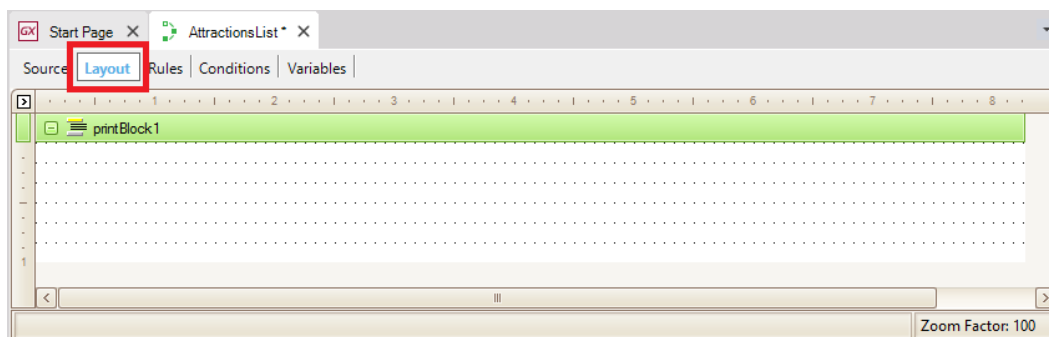 GX Start Page AttractionsList *
Source Layout Rules Conditions Variables
1 2 3 4 5 6 7 8
printBlock1
1
Zoom Factor: 100